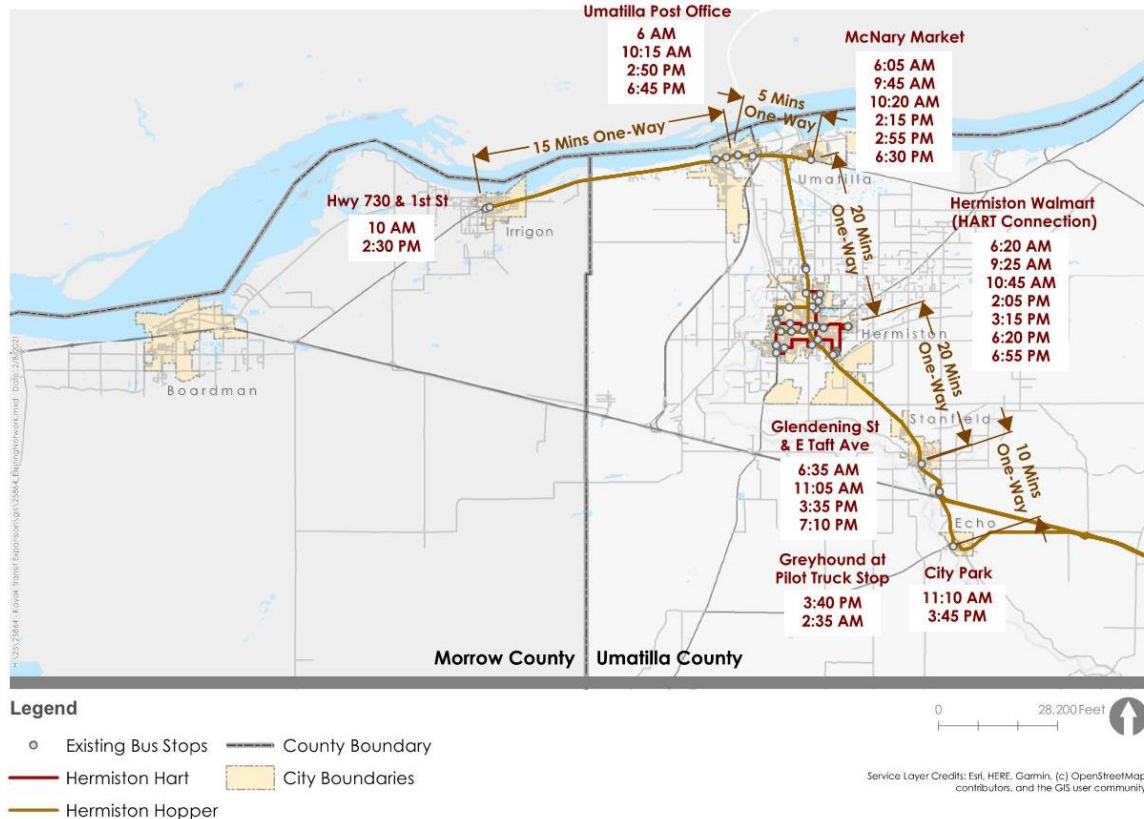 Umatilla Post Office
6 AM
10:15 AM
2:50 PM
6:45 PM
McNary Market
6:05 AM
9:45 AM
10:20 AM
2:15 PM
2:55 PM
6:30 PM
5 Mins
One-Way
15 Mins One-Way
Hwy 730 & 1st St
10 AM
2:30 PM
Irrigon
Umatilla
20 Mins
One-Way
Hermiston Walmart
(HART Connection)
6:20 AM
9:25 AM
10:45 AM
2:05 PM
3:15 PM
6:20 PM
6:55 PM
Hermiston
Boardman
20 Mins
One-Way
Stanfield
Glendening St
& E Taft Ave
6:35 AM
11:05 AM
3:35 PM
7:10 PM
10 Mins
One-Way
Echo
Greyhound at
Pilot Truck Stop
3:40 PM
2:35 AM
City Park
11:10 AM
3:45 PM
Morrow County
Umatilla County
Legend
Existing Bus Stops
County Boundary
Hermiston Hart
City Boundaries
Hermiston Hopper
0
28,200 Feet
Service Layer Credits: Esri, HERE, Garmin, (c) OpenStreetMap
contributors, and the GIS user community